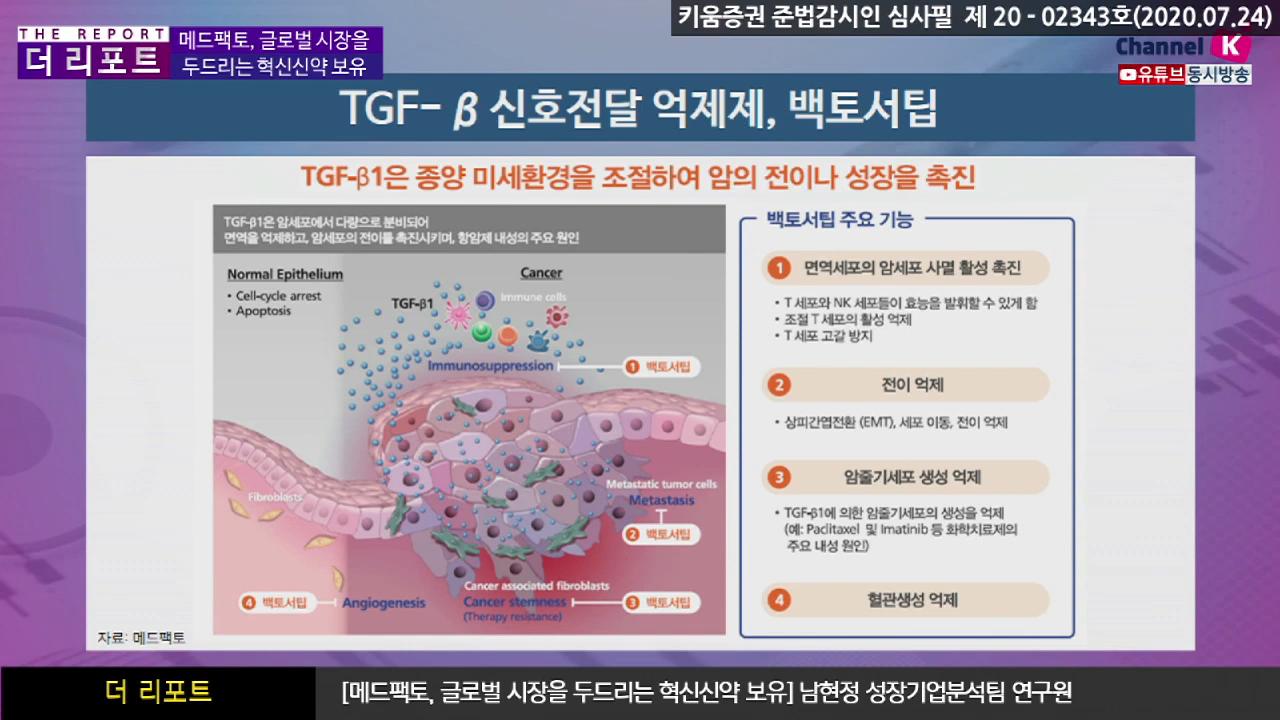 키움증권 준법감시인 심사필 제 20 - 02343호(2020.07.24)
THE REPORT
더 리포트
메드팩토, 글로벌 시장을
두드리는 혁신신약 보유
Channel K
유튜브동시방송
TGF- β 신호전달 억제제, 백토서팁
TGF-β1은 종양 미세환경을 조절하여 암의 전이나 성장을 촉진
TGF-β1은 암세포에서 다량으로 분비되어
면역을 억제하고, 암세포의 전이를 촉진시키며, 항암제 내성의 주요 원인
Normal Epithelium
• Cell-cycle arrest
• Apoptosis
Cancer
TGF-β1
Immune cells
Immunosuppression
1 백토서팁
Fibroblasts
Metastatic tumor cells
Metastasis
2 백토서팁
Cancer associated fibroblasts
4 백토서팁
Angiogenesis
Cancer stemness
(Therapy resistance)
3 백토서팁
백토서팁 주요 기능
1 면역세포의 암세포 사멸 활성 촉진
• T 세포와 NK 세포들이 효능을 발휘할 수 있게 함
• 조절 T 세포의 활성 억제
• T 세포 고갈 방지
2 전이 억제
• 상피간엽전환 (EMT), 세포 이동, 전이 억제
3 암줄기세포 생성 억제
• TGF-β1에 의한 암줄기세포의 생성을 억제
(예: Paclitaxel 및 Imatinib 등 화학치료제의
주요 내성 원인)
4 혈관생성 억제
자료: 메드팩토
더 리포트
[메드팩토, 글로벌 시장을 두드리는 혁신신약 보유] 남현정 성장기업분석팀 연구원